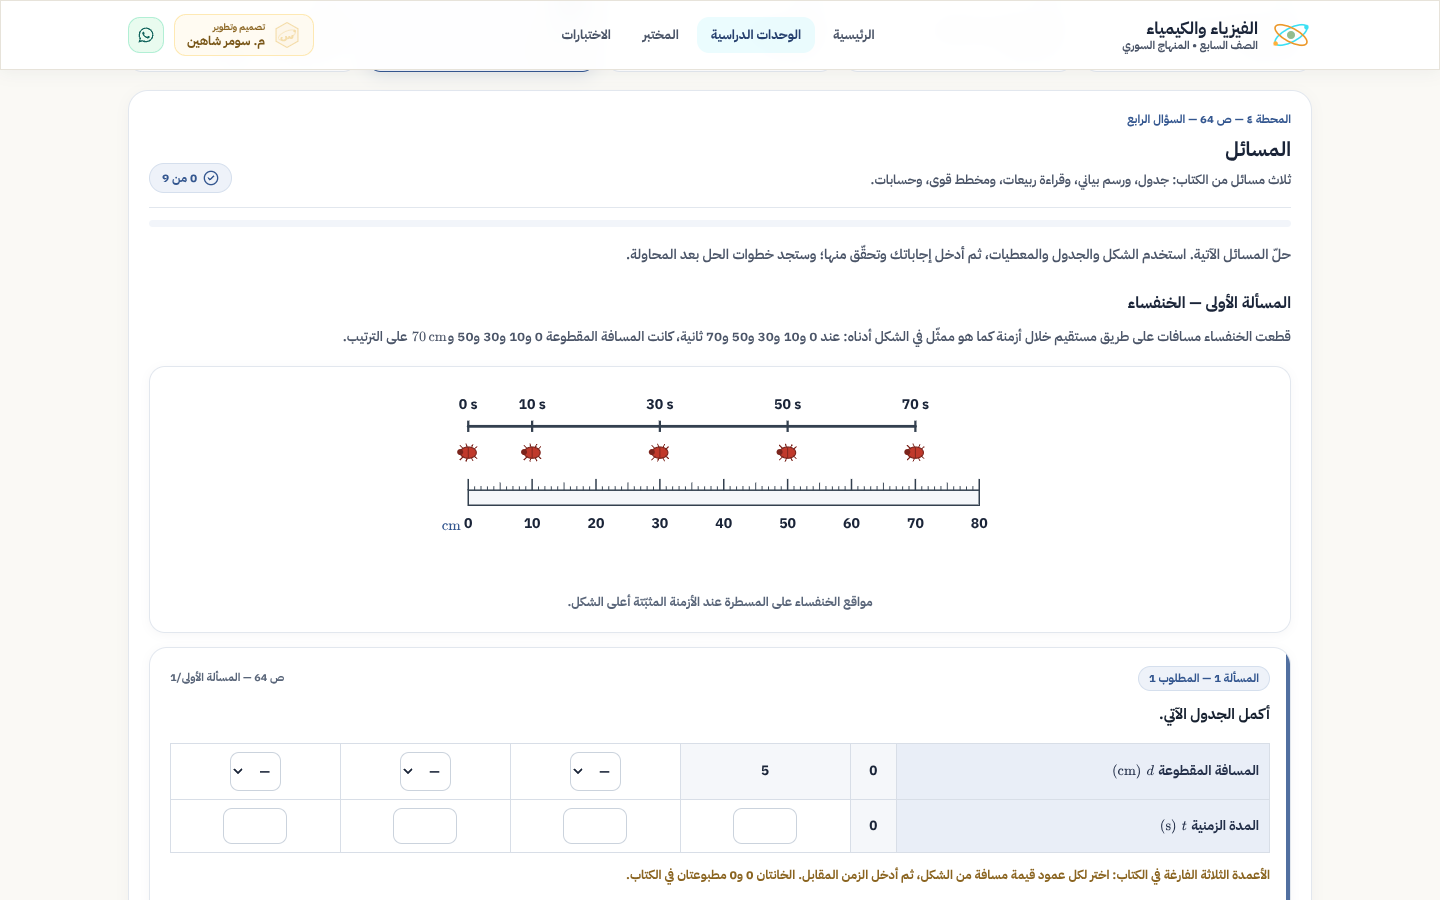 الفيزياء والكيمياء
الصف السابع • المنهاج السوري
الرئيسية
الوحدات الدراسية
المختبر
الاختبارات
تصميم وتطوير
م. سومر شاهين
المحطة ٤ — ص 64 — السؤال الرابع
المسائل
ثلاث مسائل من الكتاب: جدول، ورسم بياني، وقراءة ربيعات، ومخطط قوى، وحسابات.
0 من 9
حلّ المسائل الآتية. استخدم الشكل والجدول والمعطيات، ثم أدخل إجاباتك وتحقّق منها؛ وستجد خطوات الحل بعد المحاولة.
المسألة الأولى — الخنفساء
قطعت الخنفساء مسافات على طريق مستقيم خلال أزمنة كما هو ممثّل في الشكل أدناه: عند 0 و10 و30 و50 و70 ثانية، كانت المسافة المقطوعة 0 و10 و30 و50 و70 cm على الترتيب.
0 s 10 s 30 s 50 s 70 s
cm 0 10 20 30 40 50 60 70 80
مواقع الخنفساء على المسطرة عند الأزمنة المثبّتة أعلى الشكل.
المسألة 1 — المطلوب 1
ص 64 — المسألة الأولى/1
أكمل الجدول الآتي.
المسافة المقطوعة d (cm) 0 5 — — —
المدة الزمنية t (s) 0
الأعمدة الثلاثة الفارغة في الكتاب: اختر لكل عمود قيمة مسافة من الشكل، ثم أدخل الزمن المقابل. الخانتان 0 و0 مطبوعتان في الكتاب.